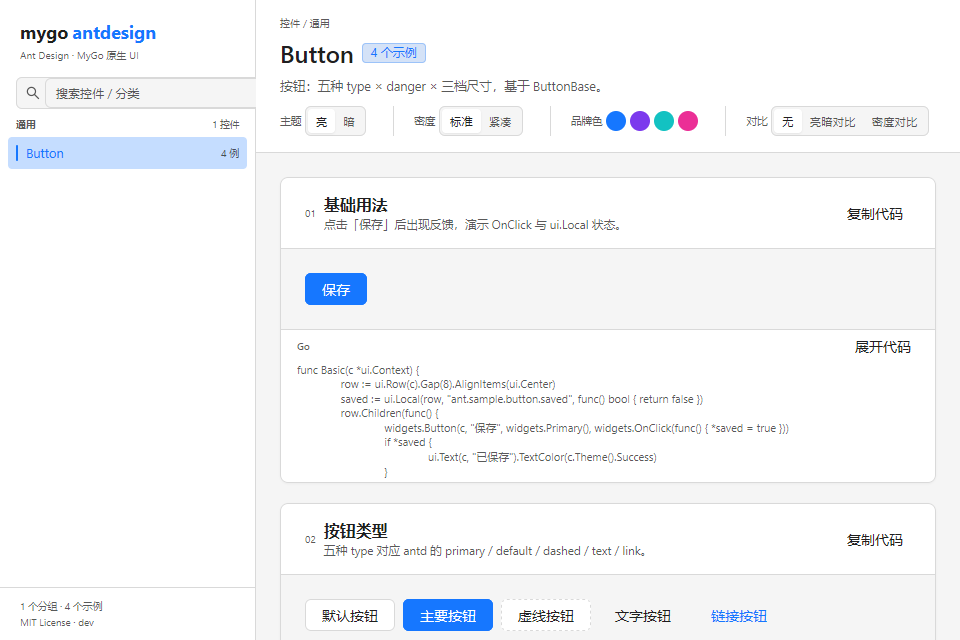 mygo antdesign
Ant Design · MyGo 原生 UI
搜索控件 / 分类
通用 1 控件
Button 4 例
1 个分组 · 4 个示例
MIT License · dev
控件 / 通用
Button 4 个示例
按钮：五种 type × danger × 三档尺寸，基于 ButtonBase。
主题 亮 暗 密度 标准 紧凑 品牌色 对比 无 亮暗对比 密度对比
01 基础用法 复制代码
点击「保存」后出现反馈，演示 OnClick 与 ui.Local 状态。
保存
Go 展开代码
func Basic(c *ui.Context) {
row := ui.Row(c).Gap(8).AlignItems(ui.Center)
saved := ui.Local(row, "ant.sample.button.saved", func() bool { return false })
row.Children(func() {
widgets.Button(c, "保存", widgets.Primary(), widgets.OnClick(func() { *saved = true }))
if *saved {
ui.Text(c, "已保存").TextColor(c.Theme().Success)
}
02 按钮类型 复制代码
五种 type 对应 antd 的 primary / default / dashed / text / link。
默认按钮 主要按钮 虚线按钮 文字按钮 链接按钮